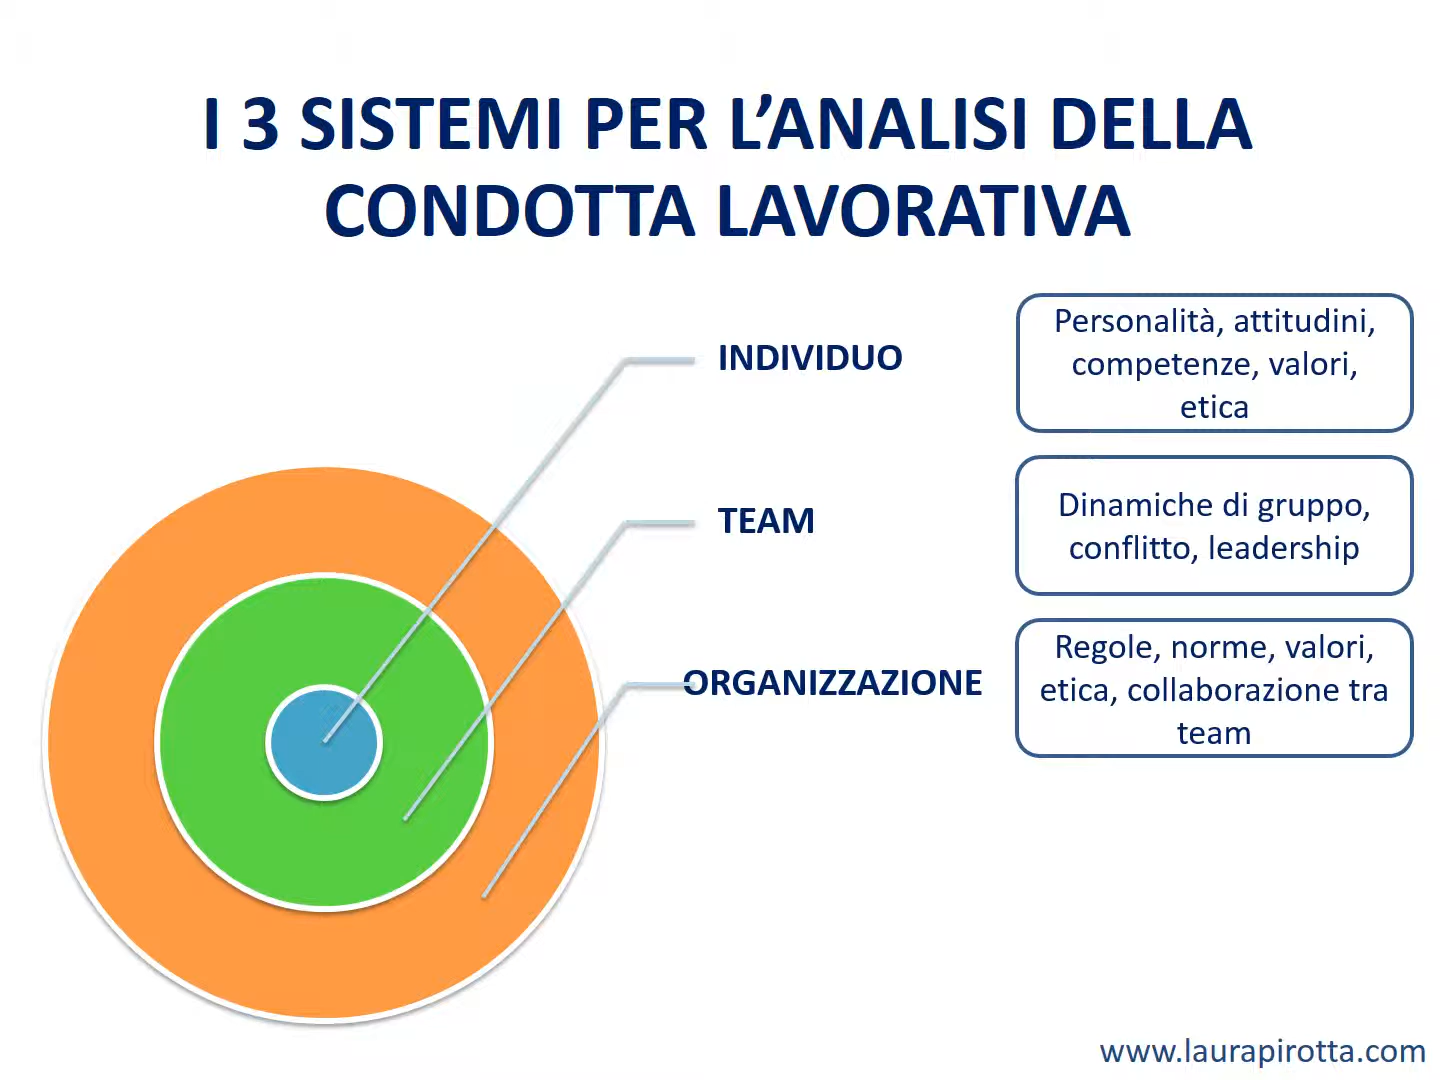 I 3 SISTEMI PER L’ANALISI DELLA
CONDOTTA LAVORATIVA
INDIVIDUO
Personalità, attitudini,
competenze, valori,
etica
TEAM
Dinamiche di gruppo,
conflitto, leadership
ORGANIZZAZIONE
Regole, norme, valori,
etica, collaborazione tra
team
www.laurapirotta.com